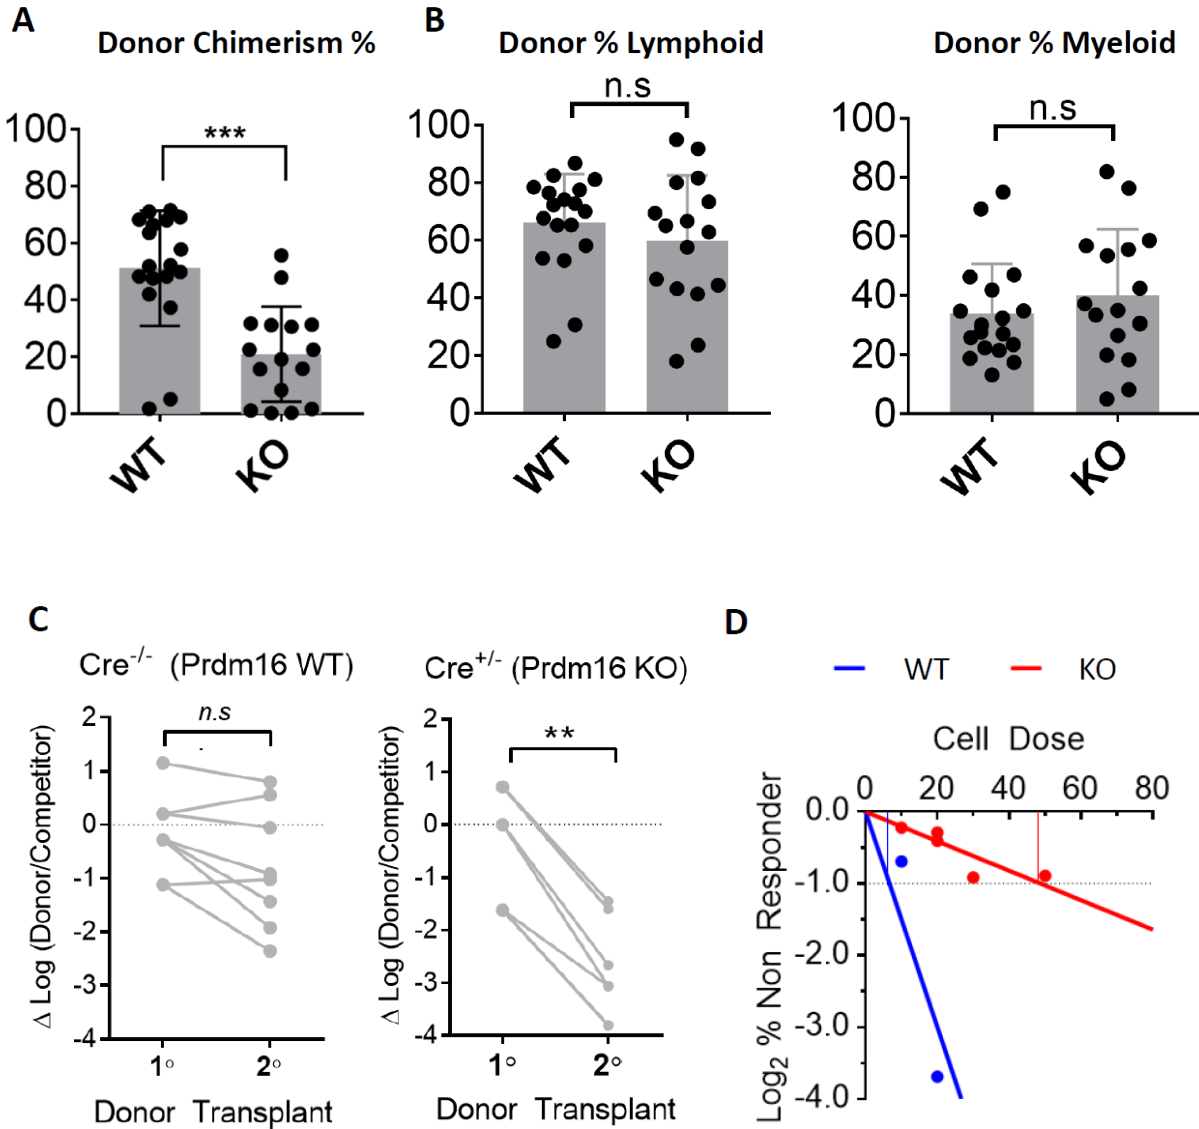 A
Donor Chimerism %
***
100
80
60
40
20
0
WT
KO
B
Donor % Lymphoid
n.s
100
80
60
40
20
0
WT
KO
Donor % Myeloid
n.s
100
80
60
40
20
0
WT
KO
C
Cre-/- (Prdm16 WT)
n.s
Δ Log (Donor/Competitor)
2
1
0
-1
-2
-3
-4
1° 2°
Donor Transplant
Cre+/- (Prdm16 KO)
**
Δ Log (Donor/Competitor)
2
1
0
-1
-2
-3
-4
1° 2°
Donor Transplant
D
WT KO
Cell Dose
0 20 40 60 80
Log2 % Non Responder
0.0
-1.0
-2.0
-3.0
-4.0